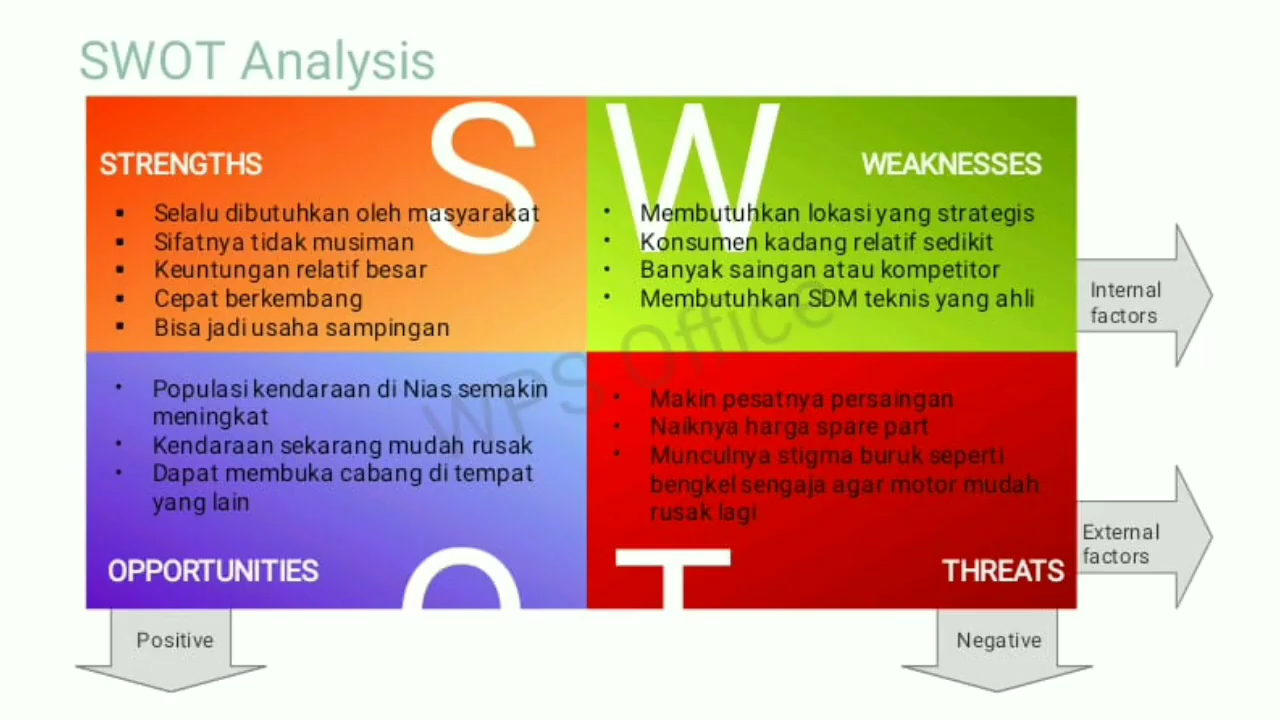 SWOT Analysis
S
STRENGTHS
Selalu dibutuhkan oleh masyarakat
Sifatnya tidak musiman
Keuntungan relatif besar
Cepat berkembang
Bisa jadi usaha sampingan
W
WEAKNESSES
Membutuhkan lokasi yang strategis
Konsumen kadang relatif sedikit
Banyak saingan atau kompetitor
Membutuhkan SDM teknis yang ahli
Internal
factors
Populasi kendaraan di Nias semakin
meningkat
Kendaraan sekarang mudah rusak
Dapat membuka cabang di tempat
yang lain
OPPORTUNITIES
O
Makin pesatnya persaingan
Naiknya harga spare part
Munculnya stigma buruk seperti
bengkel sengaja agar motor mudah
rusak lagi
T
THREATS
External
factors
Positive
Negative
WPS Office